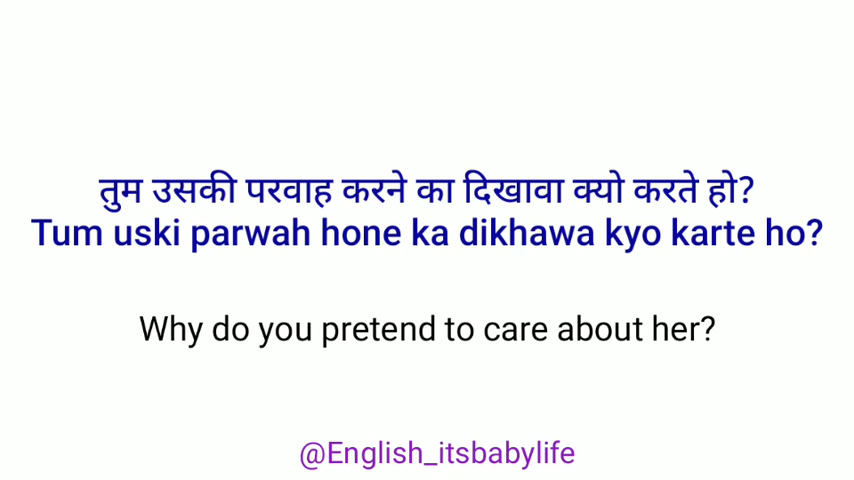 तुम उसकी परवाह करने का दिखावा क्यो करते हो?
Tum uski parwah hone ka dikhawa kyo karte ho?
Why do you pretend to care about her?
@English_itsbabylife